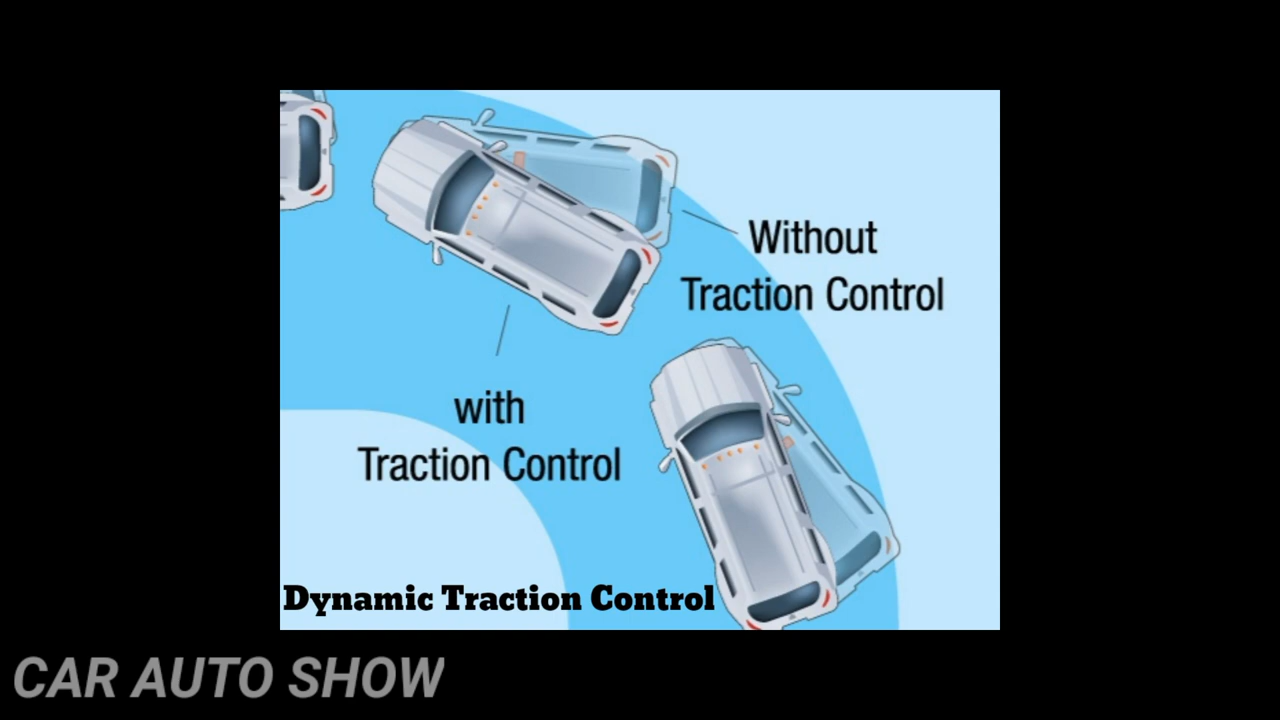 Without
Traction Control
with
Traction Control
Dynamic Traction Control
CAR AUTO SHOW